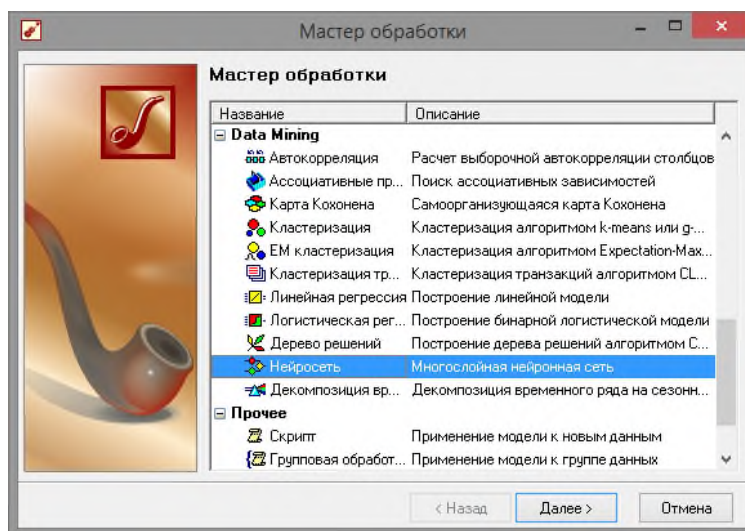 Мастер обработки
Мастер обработки
Название Описание
Data Mining
Автокорреляция Расчет выборочной автокорреляции столбцов
Ассоциативные пр... Поиск ассоциативных зависимостей
Карта Кохонена Самоорганизующаяся карта Кохонена
Кластеризация Кластеризация алгоритмом k-means или g-...
EM кластеризация Кластеризация алгоритмом Expectation-Max...
Кластеризация тр... Кластеризация транзакций алгоритмом CL...
Линейная регрессия Построение линейной модели
Логистическая рег... Построение бинарной логистической модели
Дерево решений Построение дерева решений алгоритмом C...
Нейросеть Многослойная нейронная сеть
Декомпозиция вр... Декомпозиция временного ряда на сезонн...
Прочее
Скрипт Применение модели к новым данным
Групповая обработ... Применение модели к группе данных
< Назад Далее > Отмена